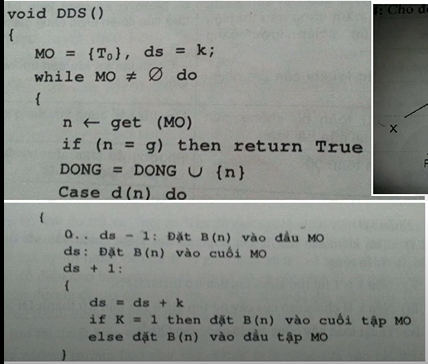 void DDS()
{
MO = {T₀}, ds = k;
while MO ≠ ∅ do
{
n ← get (MO)
if (n = g) then return True
DONG = DONG ∪ {n}
Case d(n) do
: Cho đ
X
{
0.. ds - 1: Đặt B(n) vào đầu MO
ds: Đặt B(n) vào cuối MO
ds + 1:
{
ds = ds + k
if K = 1 then đặt B(n) vào cuối tập MO
else đặt B(n) vào đầu tập MO
}